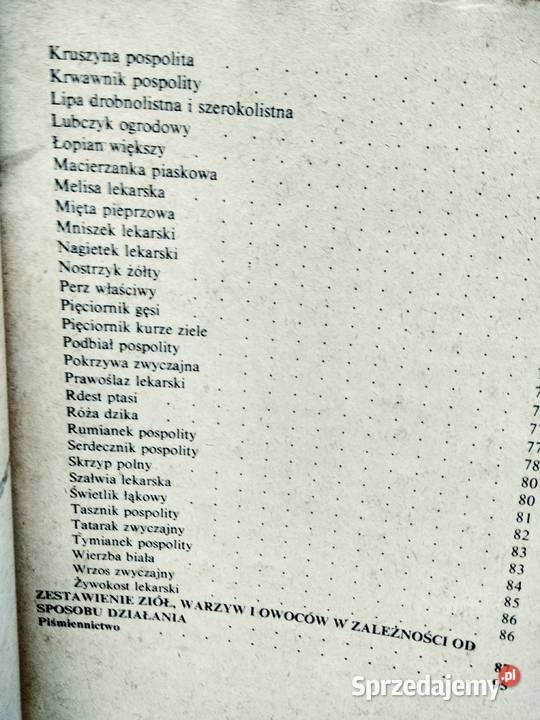 Kruszyna pospolita
Krwawnik pospolity
Lipa drobnolistna i szerokolistna
Lubczyk ogrodowy
Łopian większy
Macierzanka piaskowa
Melisa lekarska
Mięta pieprzowa
Mniszek lekarski
Nagietek lekarski
Nostrzyk żółty
Perz właściwy
Pięciornik gęsi
Pięciornik kurze ziele
Podbiał pospolity
Pokrzywa zwyczajna
Prawoślaz lekarski
Rdest ptasi
Róża dzika
Rumianek pospolity
Serdecznik pospolity
Skrzyp polny 78
Szałwia lekarska 80
Świetlik łąkowy 80
Tasznik pospolity 81
Tatarak zwyczajny 82
Tymianek pospolity 83
Wierzba biała 83
Wrzos zwyczajny 84
Żywokost lekarski 85
ZESTAWIENIE ZIÓŁ, WARZYW I OWOCÓW W ZALEŻNOŚCI OD 86
SPOSOBU DZIAŁANIA 86
Piśmiennictwo
Sprzedajemy.pl